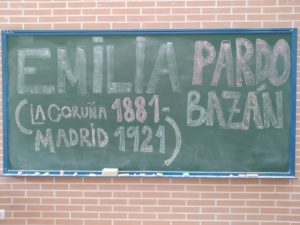 EMILIA PARDO
BAZÁN
(LA CORUÑA 1881-
MADRID 1921)